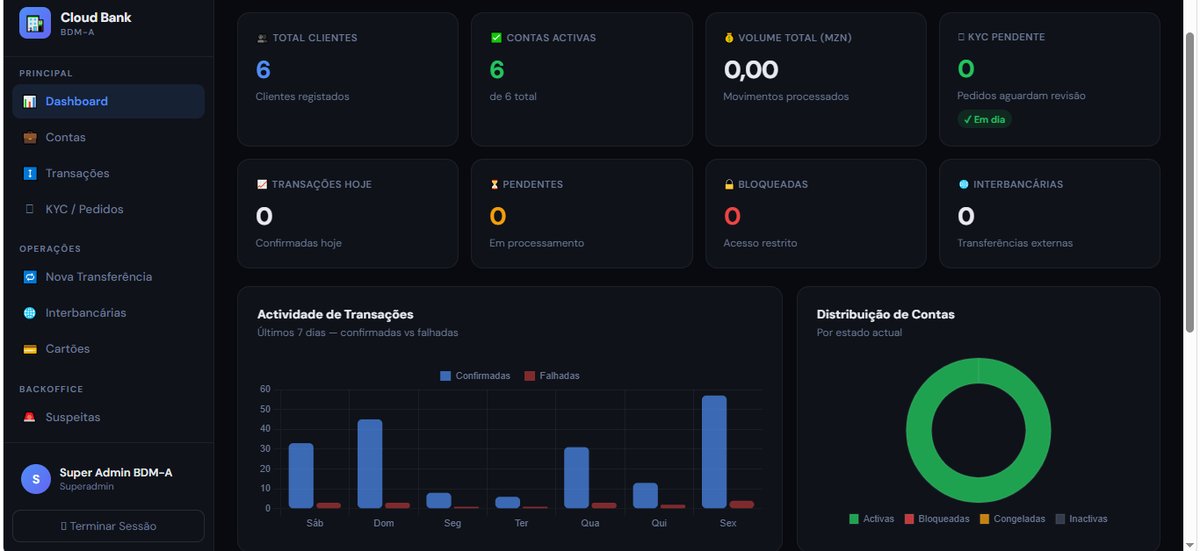 Cloud Bank
BDM-A
PRINCIPAL
Dashboard
Contas
Transações
KYC / Pedidos
OPERAÇÕES
Nova Transferência
Interbancárias
Cartões
BACKOFFICE
Suspeitas
S
Super Admin BDM-A
Superadmin
Terminar Sessão
TOTAL CLIENTES
6
Clientes registados
CONTAS ACTIVAS
6
de 6 total
VOLUME TOTAL (MZN)
0,00
Movimentos processados
KYC PENDENTE
0
Pedidos aguardam revisão
✓ Em dia
TRANSAÇÕES HOJE
0
Confirmadas hoje
PENDENTES
0
Em processamento
BLOQUEADAS
0
Acesso restrito
INTERBANCÁRIAS
0
Transferências externas
Actividade de Transações
Últimos 7 dias — confirmadas vs falhadas
Confirmadas Falhadas
60
50
40
30
20
10
0
Sáb Dom Seg Ter Qua Qui Sex
Distribuição de Contas
Por estado actual
Activas Bloqueadas Congeladas Inactivas